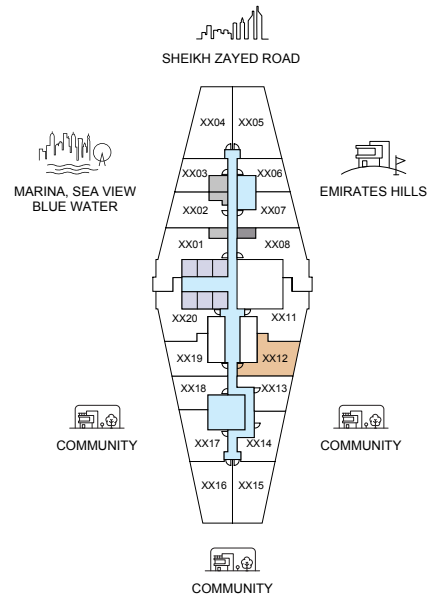 SHEIKH ZAYED ROAD
XX04 XX05
MARINA, SEA VIEW
BLUE WATER
XX03 XX06
EMIRATES HILLS
XX02 XX07
XX01 XX08
XX20 XX11
XX19 XX12
XX18 XX13
COMMUNITY
XX17 XX14
COMMUNITY
XX16 XX15
COMMUNITY